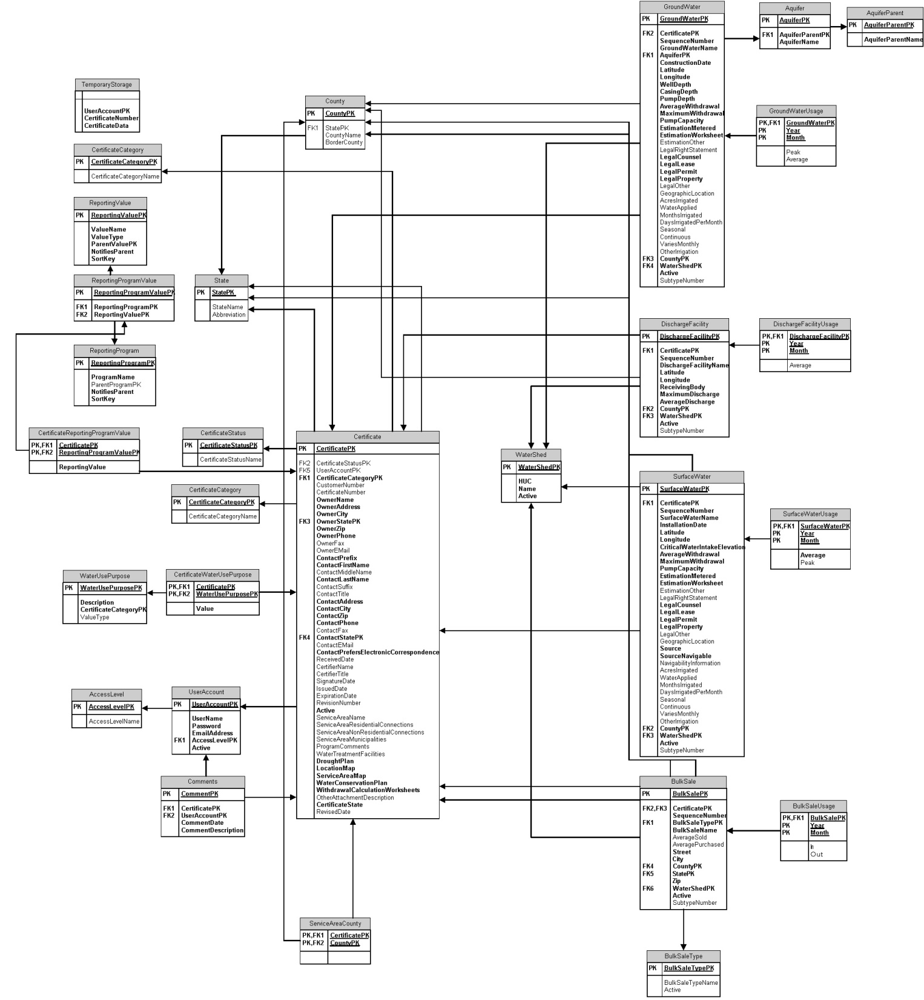 GroundWater
PK GroundWaterPK
FK2 CertificatePK
SequenceNumber
GroundWaterName
FK1 AquiferPK
ConstructionDate
Latitude
Longitude
WellDepth
CasingDepth
PumpDepth
AverageWithdrawal
MaximumWithdrawal
PumpCapacity
EstimationMetered
EstimationWorksheet
EstimationOther
LegalRightStatement
LegalCounsel
LegalLease
LegalPermit
LegalProperty
LegalOther
GeographicLocation
AcresIrrigated
WaterApplied
MonthsIrrigated
DaysIrrigatedPerMonth
Seasonal
Continuous
VariesMonthly
OtherIrrigation
FK3 CountyPK
FK4 WaterShedPK
Active
SubtypeNumber
Aquifer
PK AquiferPK
FK1 AquiferParentPK
AquiferName
AquiferParent
PK AquiferParentPK
AquiferParentName
TemporaryStorage
UserAccountPK
CertificateNumber
CertificateData
County
PK CountyPK
FK1 StatePK
CountyName
BorderCounty
GroundWaterUsage
PK,FK1 GroundWaterPK
PK Year
PK Month
Peak
Average
CertificateCategory
PK CertificateCategoryPK
CertificateCategoryName
ReportingValue
PK ReportingValuePK
ValueName
ValueType
ParentValuePK
NotifiesParent
SortKey
ReportingProgramValue
PK ReportingProgramValuePK
FK1 ReportingProgramPK
FK2 ReportingValuePK
State
PK StatePK
StateName
Abbreviation
ReportingProgram
PK ReportingProgramPK
ProgramName
ParentProgramPK
NotifiesParent
SortKey
DischargeFacility
PK DischargeFacilityPK
FK1 CertificatePK
SequenceNumber
DischargeFacilityName
Latitude
Longitude
ReceivingBody
MaximumDischarge
AverageDischarge
FK2 CountyPK
FK3 WaterShedPK
Active
SubtypeNumber
DischargeFacilityUsage
PK,FK1 DischargeFacilityPK
PK Year
PK Month
Average
CertificateReportingProgramValue
PK,FK1 CertificatePK
PK,FK2 ReportingProgramValuePK
ReportingValue
CertificateStatus
PK CertificateStatusPK
CertificateStatusName
Certificate
PK CertificatePK
FK2 CertificateStatusPK
FK5 UserAccountPK
FK1 CertificateCategoryPK
CustomerNumber
CertificateNumber
OwnerName
OwnerAddress
OwnerCity
FK3 OwnerStatePK
OwnerZip
OwnerPhone
OwnerFax
OwnerEMail
ContactPrefix
ContactFirstName
ContactMiddleName
ContactLastName
ContactSuffix
ContactTitle
ContactAddress
ContactCity
ContactZip
ContactPhone
ContactFax
FK4 ContactStatePK
ContactEMail
ContactPrefersElectronicCorrespondence
ReceivedDate
CertifierName
CertifierTitle
SignatureDate
IssuedDate
ExpirationDate
RevisionNumber
Active
ServiceAreaName
ServiceAreaResidentialConnections
ServiceAreaNonResidentialConnections
ServiceAreaMunicipalities
ProgramComments
WaterTreatmentFacilities
DroughtPlan
LocationMap
ServiceAreaMap
WaterConservationPlan
WithdrawalCalculationWorksheets
OtherAttachmentDescription
CertificateState
RevisedDate
WaterShed
PK WaterShedPK
HUC
Name
Active
CertificateCategory
PK CertificateCategoryPK
CertificateCategoryName
SurfaceWater
PK SurfaceWaterPK
FK1 CertificatePK
SequenceNumber
SurfaceWaterName
InstallationDate
Latitude
Longitude
CriticalWaterIntakeElevation
AverageWithdrawal
MaximumWithdrawal
PumpCapacity
EstimationMetered
EstimationWorksheet
EstimationOther
LegalRightStatement
LegalCounsel
LegalLease
LegalPermit
LegalProperty
LegalOther
GeographicLocation
Source
SourceNavigable
NavigabilityInformation
AcresIrrigated
WaterApplied
MonthsIrrigated
DaysIrrigatedPerMonth
Seasonal
Continuous
VariesMonthly
OtherIrrigation
FK2 CountyPK
FK3 WaterShedPK
Active
SubtypeNumber
SurfaceWaterUsage
PK,FK1 SurfaceWaterPK
PK Year
PK Month
Average
Peak
WaterUsePurpose
PK WaterUsePurposePK
Description
CertificateCategoryPK
ValueType
CertificateWaterUsePurpose
PK,FK1 CertificatePK
PK,FK2 WaterUsePurposePK
Value
AccessLevel
PK AccessLevelPK
AccessLevelName
UserAccount
PK UserAccountPK
UserName
Password
EmailAddress
FK1 AccessLevelPK
Active
Comments
PK CommentPK
FK1 CertificatePK
FK2 UserAccountPK
CommentDate
CommentDescription
BulkSale
PK BulkSalePK
FK2,FK3 CertificatePK
SequenceNumber
FK1 BulkSaleTypePK
BulkSaleName
AverageSold
AveragePurchased
Street
City
FK4 CountyPK
FK5 StatePK
Zip
FK6 WaterShedPK
Active
SubtypeNumber
BulkSaleUsage
PK,FK1 BulkSalePK
PK Year
PK Month
In
Out
ServiceAreaCounty
PK,FK1 CertificatePK
PK,FK2 CountyPK
BulkSaleType
PK BulkSaleTypePK
BulkSaleTypeName
Active